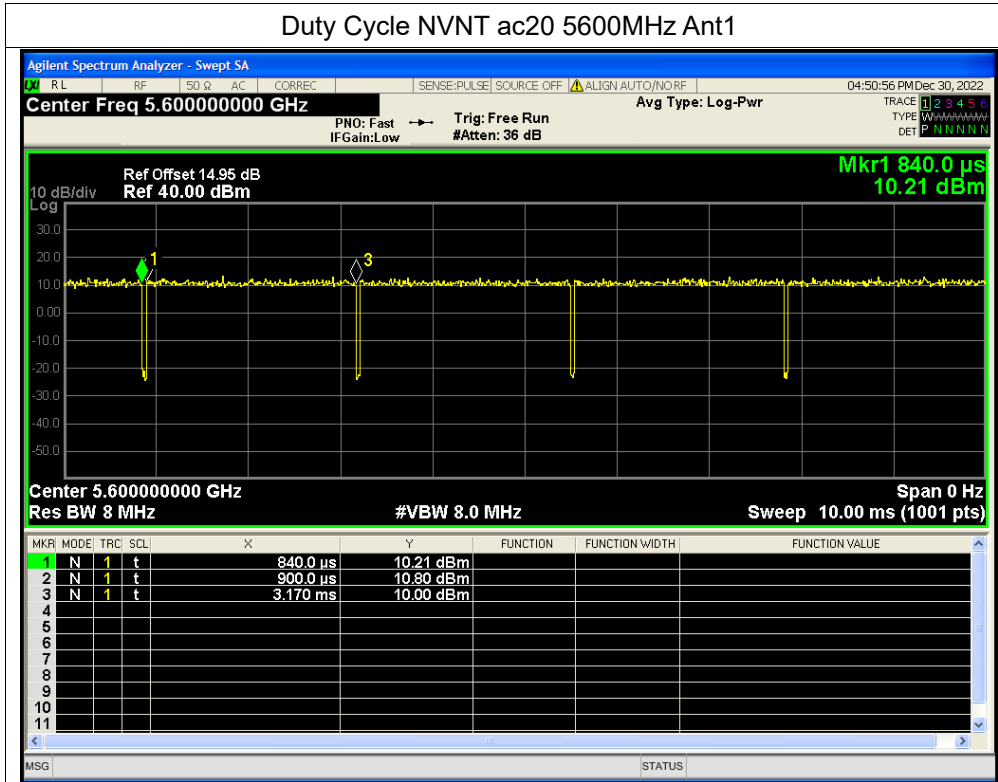 Duty Cycle NVNT ac20 5600MHz Ant1
Agilent Spectrum Analyzer - Swept SA
LXI RL RF 50 Ω AC CORREC SENSE:PULSE SOURCE OFF ALIGN AUTO/NO RF 04:50:56 PM Dec 30, 2022
Center Freq 5.600000000 GHz
Avg Type: Log-Pwr
TRACE 1 2 3 4 5 6
TYPE WWWWWW
DET P N N N N N
PNO: Fast
IFGain:Low
Trig: Free Run
#Atten: 36 dB
Mkr1 840.0 µs
10.21 dBm
Ref Offset 14.95 dB
10 dB/div Ref 40.00 dBm
Log
30.0
20.0
10.0
0.00
-10.0
-20.0
-30.0
-40.0
-50.0
1
3
Center 5.600000000 GHz Span 0 Hz
Res BW 8 MHz #VBW 8.0 MHz Sweep 10.00 ms (1001 pts)
MKR MODE TRC SCL X Y FUNCTION FUNCTION WIDTH FUNCTION VALUE
1 N 1 t 840.0 µs 10.21 dBm
2 N 1 t 900.0 µs 10.80 dBm
3 N 1 t 3.170 ms 10.00 dBm
4
5
6
7
8
9
10
11
MSG STATUS